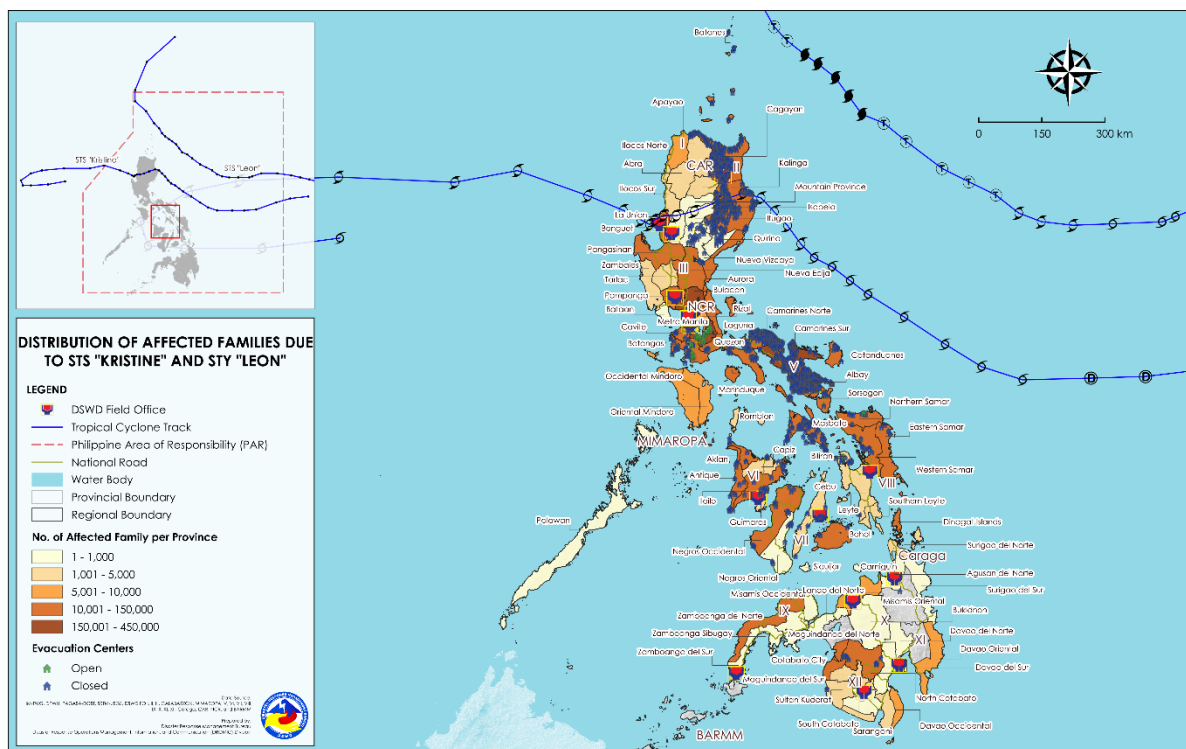 STS "Kristine"
STS "Leon"
DISTRIBUTION OF AFFECTED FAMILIES DUE
TO STS "KRISTINE" AND STY "LEON"
LEGEND
DSWD Field Office
Tropical Cyclone Track
Philippine Area of Responsibility (PAR)
National Road
Water Body
Provincial Boundary
Regional Boundary
No. of Affected Family per Province
1 - 1,000
1,001 - 5,000
5,001 - 10,000
10,001 - 150,000
150,001 - 450,000
Evacuation Centers
Open
Closed
Data Source:
Prepared by:
Disaster Response Management Bureau
0 150 300 km
Batanes
Apayao
Cagayan
Ilocos Norte
I
CAR
Kalinga
Abra
II
Mountain Province
Ilocos Sur
Isabela
La Union
Ifugao
Benguet
Quirino
Pangasinan
Nueva Vizcaya
Zambales
III
Nueva Ecija
Tarlac
Aurora
Pampanga
Bulacan
Bataan
NCR
Rizal
Metro Manila
Camarines Norte
Cavite
Laguna
Camarines Sur
Batangas
Quezon
Catanduanes
V
Occidental Mindoro
Marinduque
Albay
Sorsogon
Oriental Mindoro
Romblon
Northern Samar
MIMAROPA
Masbate
Eastern Samar
Aklan
Capiz
Biliran
Western Samar
Antique
VI
Cebu
VIII
Iloilo
Leyte
Southern Leyte
Palawan
Guimaras
Dinagat Islands
VII
Bohol
Negros Occidental
Surigao del Norte
Caraga
Siquijor
Camiguin
Agusan del Norte
Negros Oriental
Surigao del Sur
Misamis Occidental
Lanao del Norte
Misamis Oriental
Zamboanga del Norte
IX
X
Bukidnon
Zamboanga Sibugay
Maguindanao del Norte
Davao del Norte
XI
Zamboanga del Sur
Cotabato City
Davao Oriental
Davao del Sur
Maguindanao del Sur
XII
North Cotabato
Sultan Kudarat
South Cotabato
Davao Occidental
Sarangani
BARMM